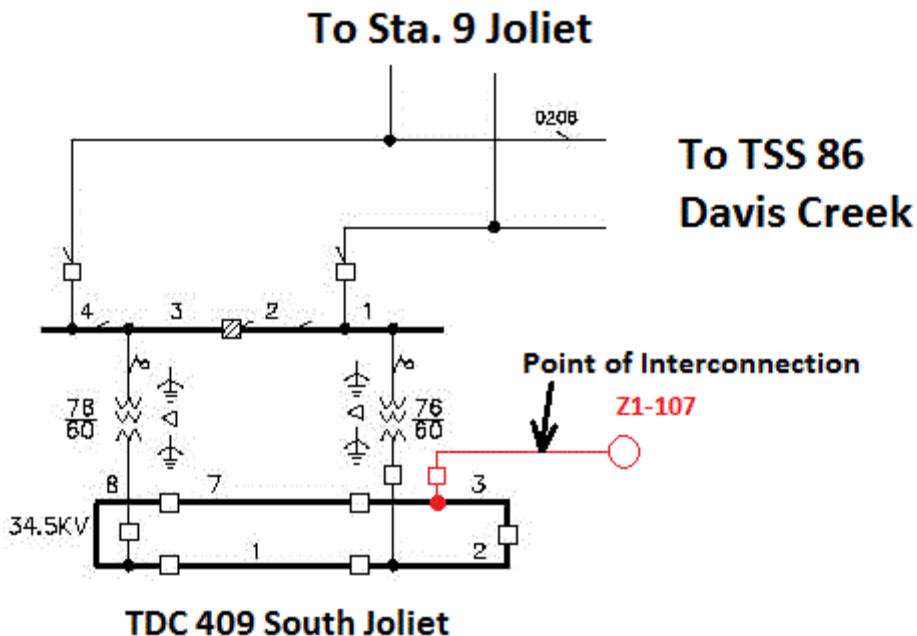 To Sta. 9 Joliet
0208
To TSS 86
Davis Creek
4 3 2 1
Point of Interconnection
Z1-107
78
60
76
60
8 7 3
34.5KV
1 2
TDC 409 South Joliet